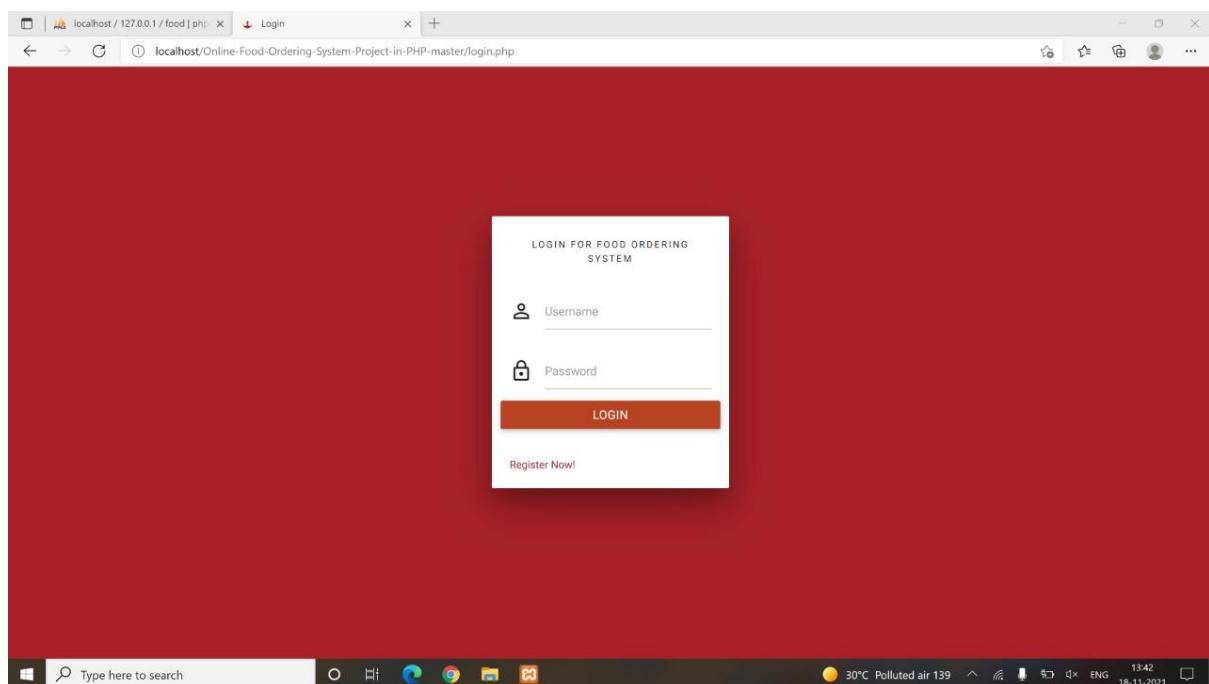 localhost / 127.0.0.1 / food | php
Login
localhost/Online-Food-Ordering-System-Project-in-PHP-master/login.php
LOGIN FOR FOOD ORDERING
SYSTEM
Username
Password
LOGIN
Register Now!
Type here to search
30°C Polluted air 139
ENG
13:42
18-11-2021